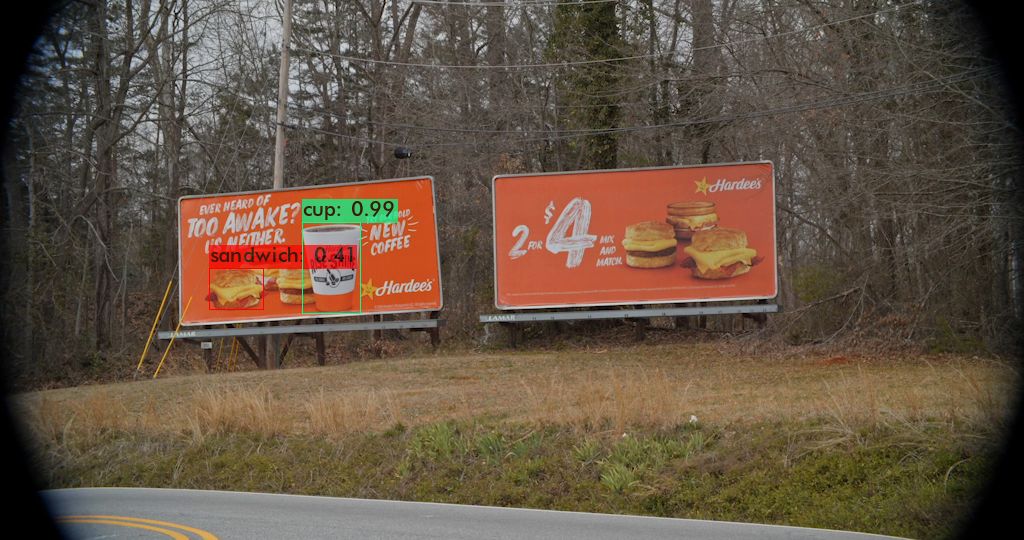 EVER HEARD OF
TOO AWAKE?
US NEITHER.
cup: 0.99
NEW
COFFEE
sandwich: 0.41
Hardee's
LAMAR
$
2 FOR 4
MIX
AND
MATCH.
Hardee's
LAMAR